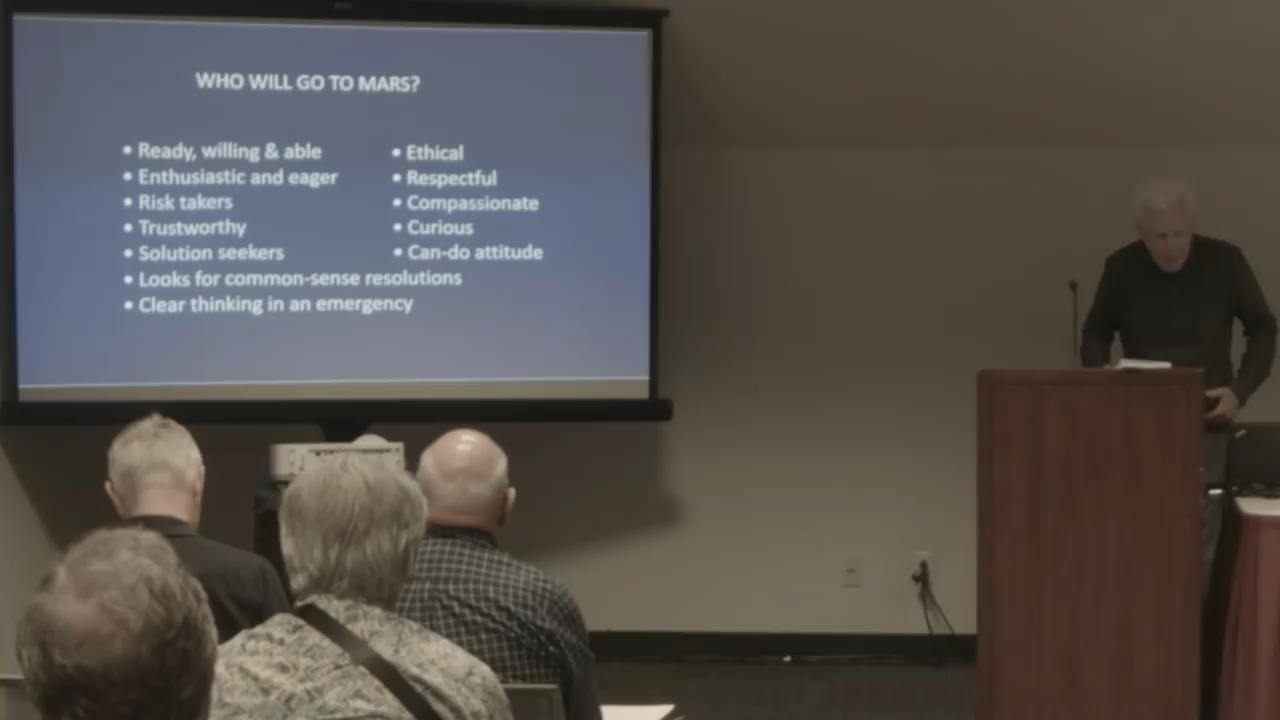 WHO WILL GO TO MARS?
• Ready, willing & able
• Enthusiastic and eager
• Risk takers
• Trustworthy
• Solution seekers
• Looks for common-sense resolutions
• Clear thinking in an emergency
• Ethical
• Respectful
• Compassionate
• Curious
• Can-do attitude